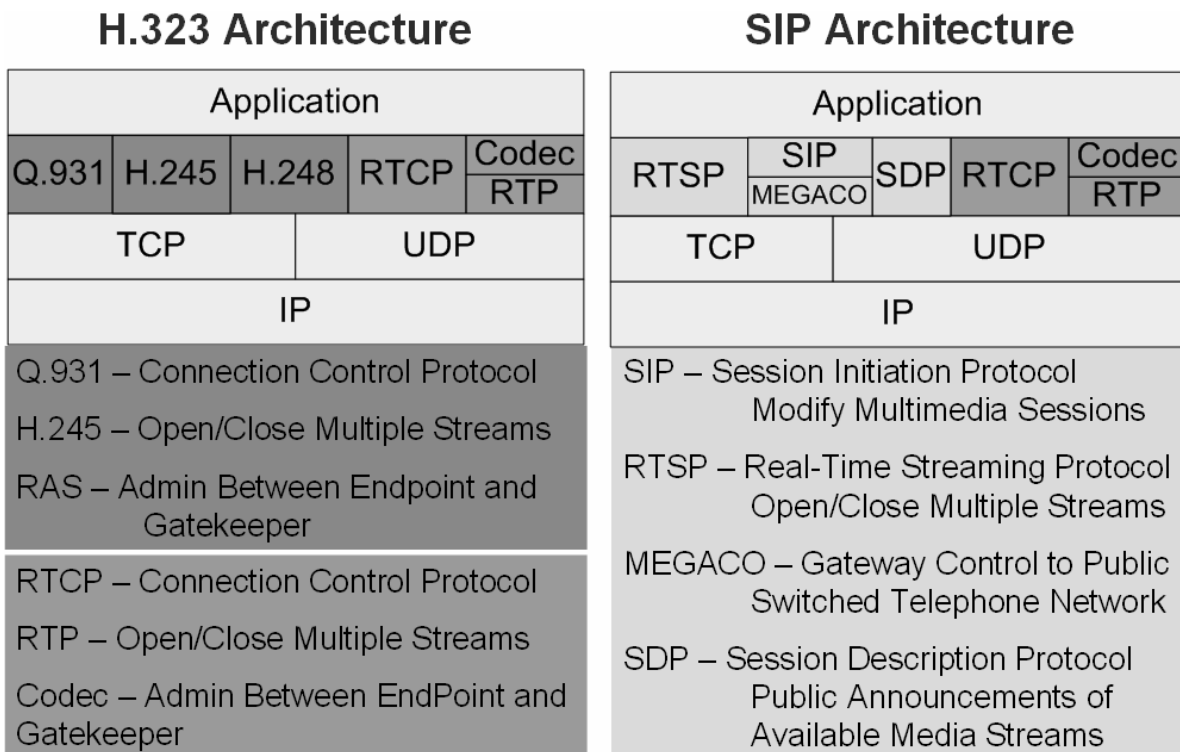 H.323 Architecture
Application
Q.931 H.245 H.248 RTCP Codec
RTP
TCP UDP
IP
Q.931 – Connection Control Protocol
H.245 – Open/Close Multiple Streams
RAS – Admin Between Endpoint and
Gatekeeper
RTCP – Connection Control Protocol
RTP – Open/Close Multiple Streams
Codec – Admin Between EndPoint and
Gatekeeper
SIP Architecture
Application
RTSP SIP SDP RTCP Codec
MEGACO RTP
TCP UDP
IP
SIP – Session Initiation Protocol
Modify Multimedia Sessions
RTSP – Real-Time Streaming Protocol
Open/Close Multiple Streams
MEGACO – Gateway Control to Public
Switched Telephone Network
SDP – Session Description Protocol
Public Announcements of
Available Media Streams